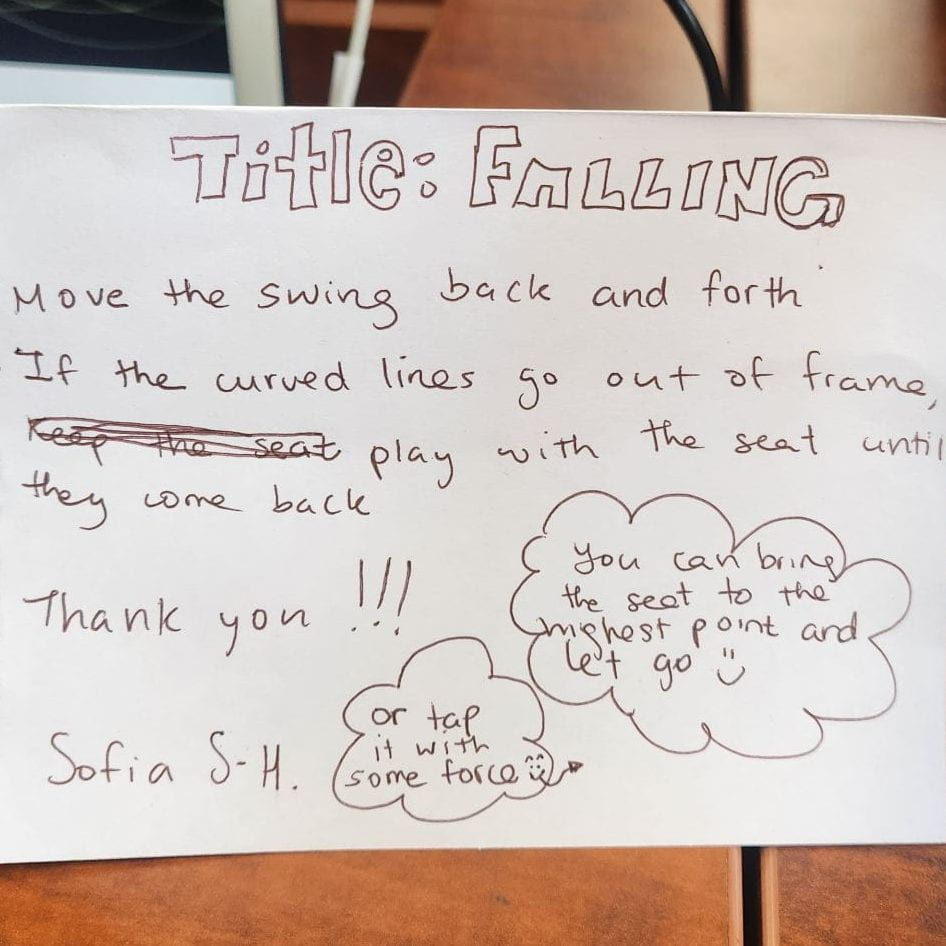 Title: FALLING
Move the swing back and forth
If the curved lines go out of frame,
Keep the seat play with the seat until
they come back
Thank you !!!
You can bring
the seat to the
highest point and
let go
or tap
it with
some force
Sofia S-H.